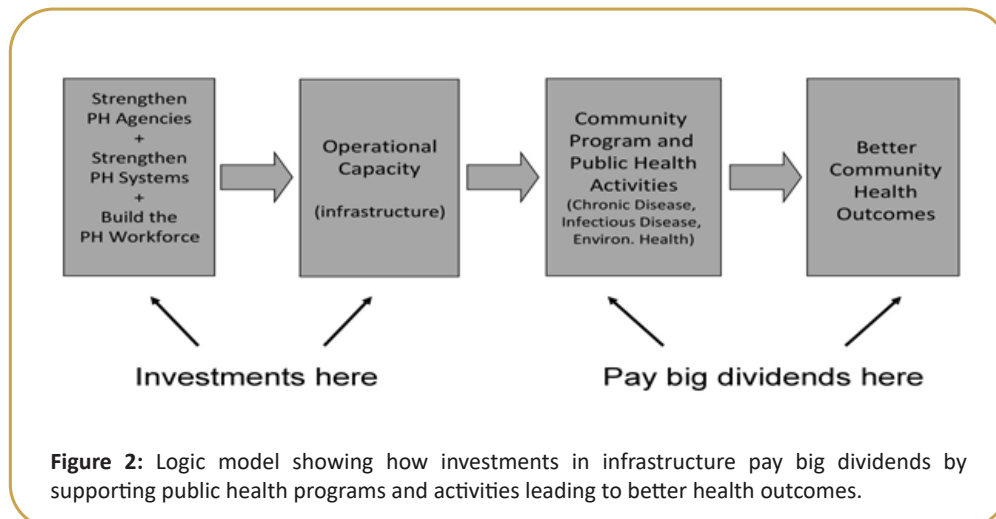 Strengthen
PH Agencies
+
Strengthen
PH Systems
+
Build the
PH Workforce
Operational
Capacity
(infrastructure)
Community
Program and
Public Health
Activities
(Chronic Disease,
Infectious Disease,
Environ. Health)
Better
Community
Health
Outcomes
Investments here
Pay big dividends here
Figure 2: Logic model showing how investments in infrastructure pay big dividends by
supporting public health programs and activities leading to better health outcomes.